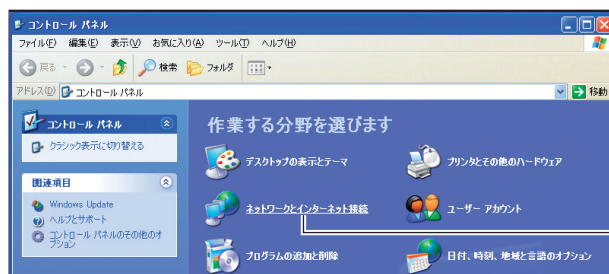 コントロール パネル
ファイル(F) 編集(E) 表示(V) お気に入り(A) ツール(T) ヘルプ(H)
戻る 検索 フォルダ
アドレス(D) コントロール パネル 移動
コントロール パネル
クラシック表示に切り替える
関連項目
Windows Update
ヘルプとサポート
コントロール パネルのその他のオ
プション
作業する分野を選びます
デスクトップの表示とテーマ
プリンタとその他のハードウェア
ネットワークとインターネット接続
ユーザー アカウント
プログラムの追加と削除
日付、時刻、地域と言語のオプション